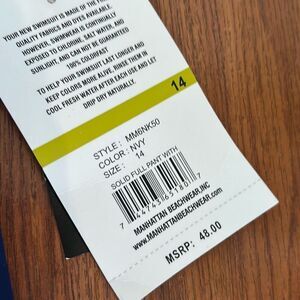 YOUR NEW SWIMSUIT IS MADE OF THE FINEST
QUALITY FABRICS AND DYES AVAILABLE.
HOWEVER, SWIMWEAR IS CONTINUALLY
EXPOSED TO CHLORINE, SALT WATER, AND
SUNLIGHT, AND CAN NOT BE GUARANTEED
100% COLORFAST
TO HELP YOUR SWIMSUIT LAST LONGER AND
KEEP COLORS MORE ALIVE, RINSE THEM IN
COOL FRESH WATER AFTER EACH USE AND LET
DRIP DRY NATURALLY.
14
STYLE : MM6NK50
COLOR : NVY
SIZE : 14
SOLID FULL PANT WITH
MANHATTAN BEACHWEAR,INC
WWW.MANHATTANBEACHWEAR.COM
MSRP: 48.00